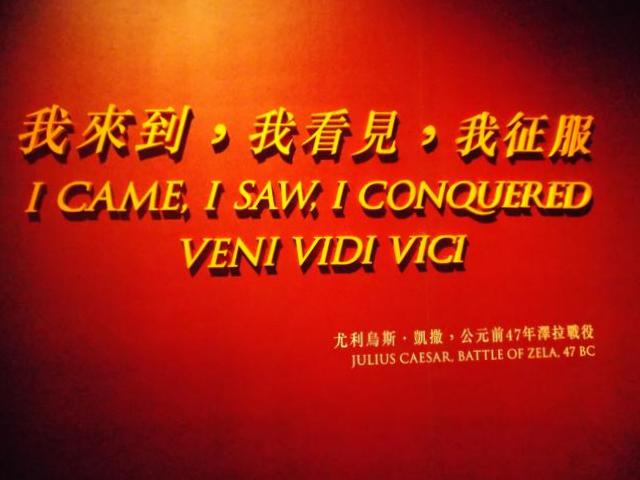 我來到，我看見，我征服
I CAME, I SAW, I CONQUERED
VENI VIDI VICI
尤利烏斯·凱撒，公元前47年澤拉戰役
JULIUS CAESAR, BATTLE OF ZELA, 47 BC